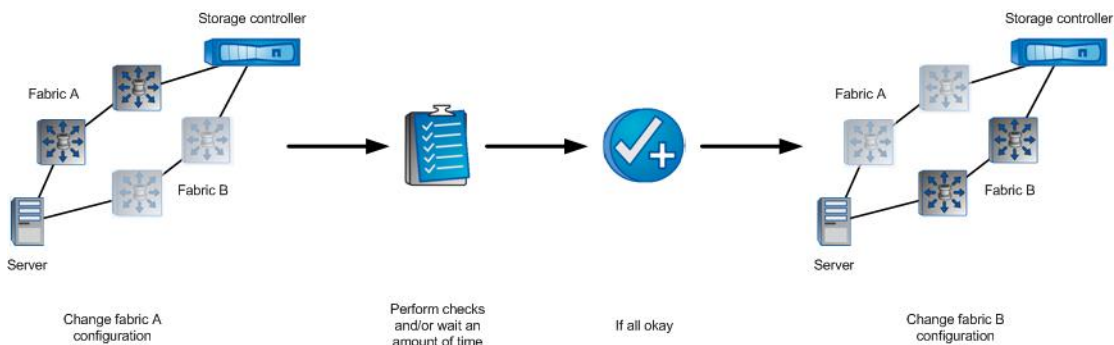 Storage controller
Storage controller
Fabric A
Fabric A
Fabric B
Fabric B
Server
Server
Change fabric A
configuration
Perform checks
and/or wait an
amount of time
If all okay
Change fabric B
configuration